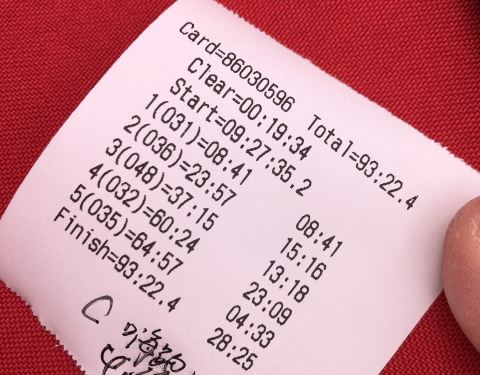 Card=86030596 Total=93:22.4
Clear=00:19:34
Start=09:27:35.2
1(031)=08:41 08:41
2(036)=23:57 15:16
3(048)=37:15 13:18
4(032)=60:24 23:09
5(035)=64:57 04:33
Finish=93:22.4 28:25